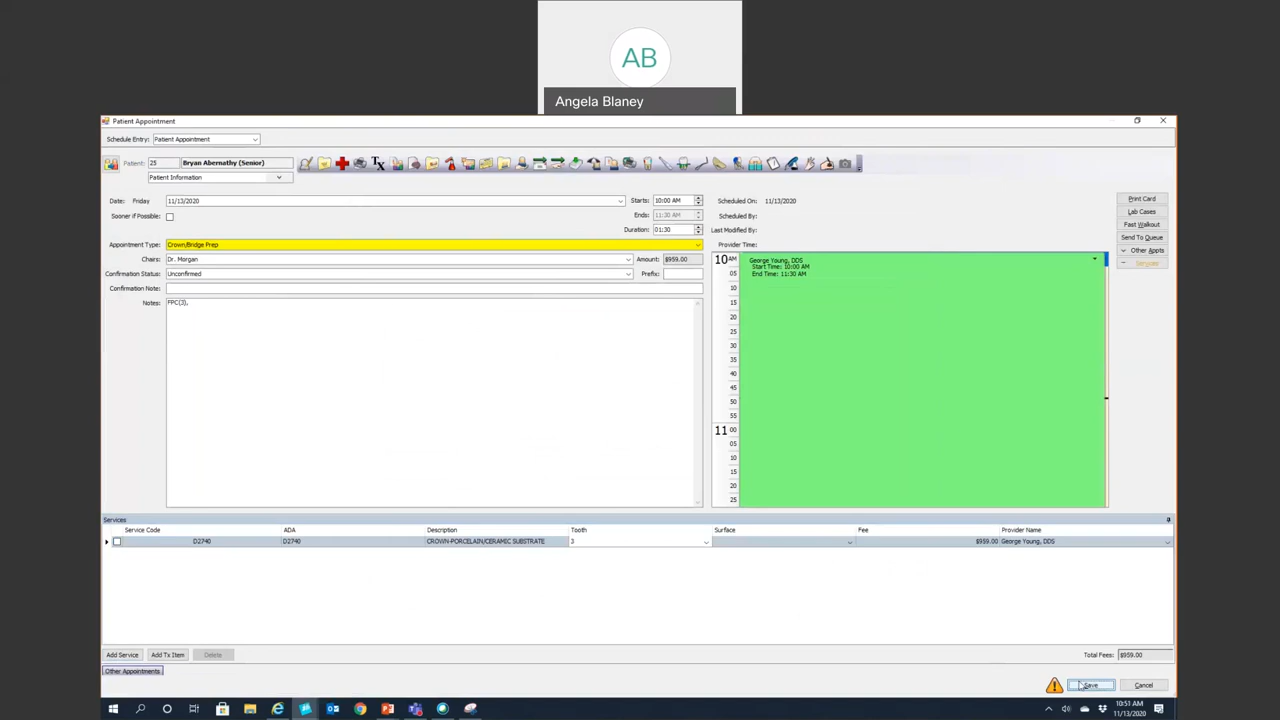 AB
Angela Blaney
Patient Appointment
Schedule Entry: Patient Appointment
Patient: 25 Bryan Abernathy (Senior)
Tx
Patient Information
Date: Friday 11/13/2020 Starts: 10:00 AM Scheduled On: 11/13/2020 Print Card
Sooner if Possible: Ends: 11:30 AM Scheduled By: Lab Cases
Duration: 01:30 Last Modified By: Fast Walkout
Appointment Type: Crown/Bridge Prep Provider Time: Send To Queue
Chairs: Dr. Morgan Amount: $959.00 Other Appts
Confirmation Status: Unconfirmed Prefix: Services
Confirmation Note:
Notes: FPC(3),
10AM George Young, DDS
Start Time: 10:00 AM
05 End Time: 11:30 AM
10
15
20
25
30
35
40
45
50
55
11 00
05
10
15
20
25
Services
Service Code ADA Description Tooth Surface Fee Provider Name
D2740 D2740 CROWN-PORCELAIN/CERAMIC SUBSTRATE 3 $959.00 George Young, DDS
Add Service Add Tx Item Delete Total Fees: $959.00
Other Appointments
Save Cancel
10:51 AM
11/13/2020